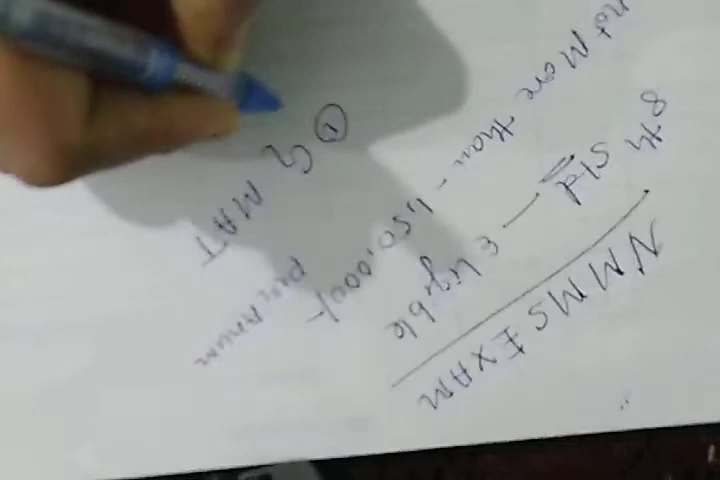 NMMS EXAM
8th std — Eligible
not More than - 1,50,000/-
per Annum
① MAT